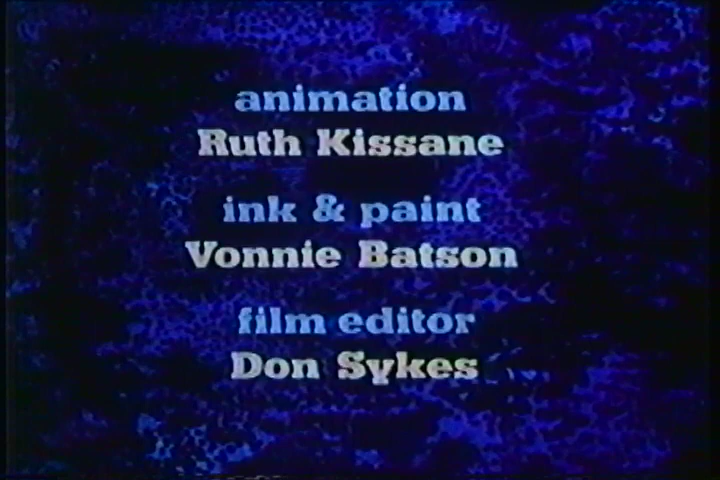 animation
Ruth Kissane
ink & paint
Vonnie Batson
film editor
Don Sykes